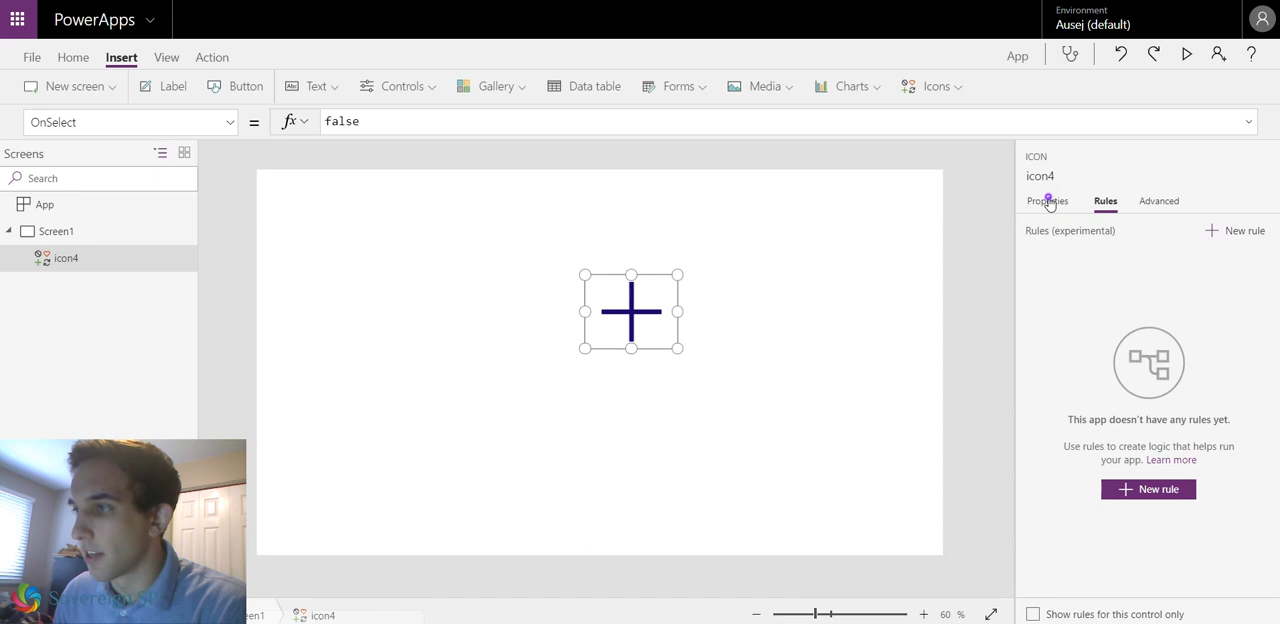 PowerApps
Environment
Ausej (default)
File Home Insert View Action
App
New screen Label Button Text Controls Gallery Data table Forms Media Charts Icons
OnSelect = fx false
Screens
Search
App
Screen1
icon4
ICON
icon4
Properties Rules Advanced
Rules (experimental) New rule
This app doesn't have any rules yet.
Use rules to create logic that helps run
your app. Learn more
New rule
Show rules for this control only
Sovereign
een1 icon4
60 %